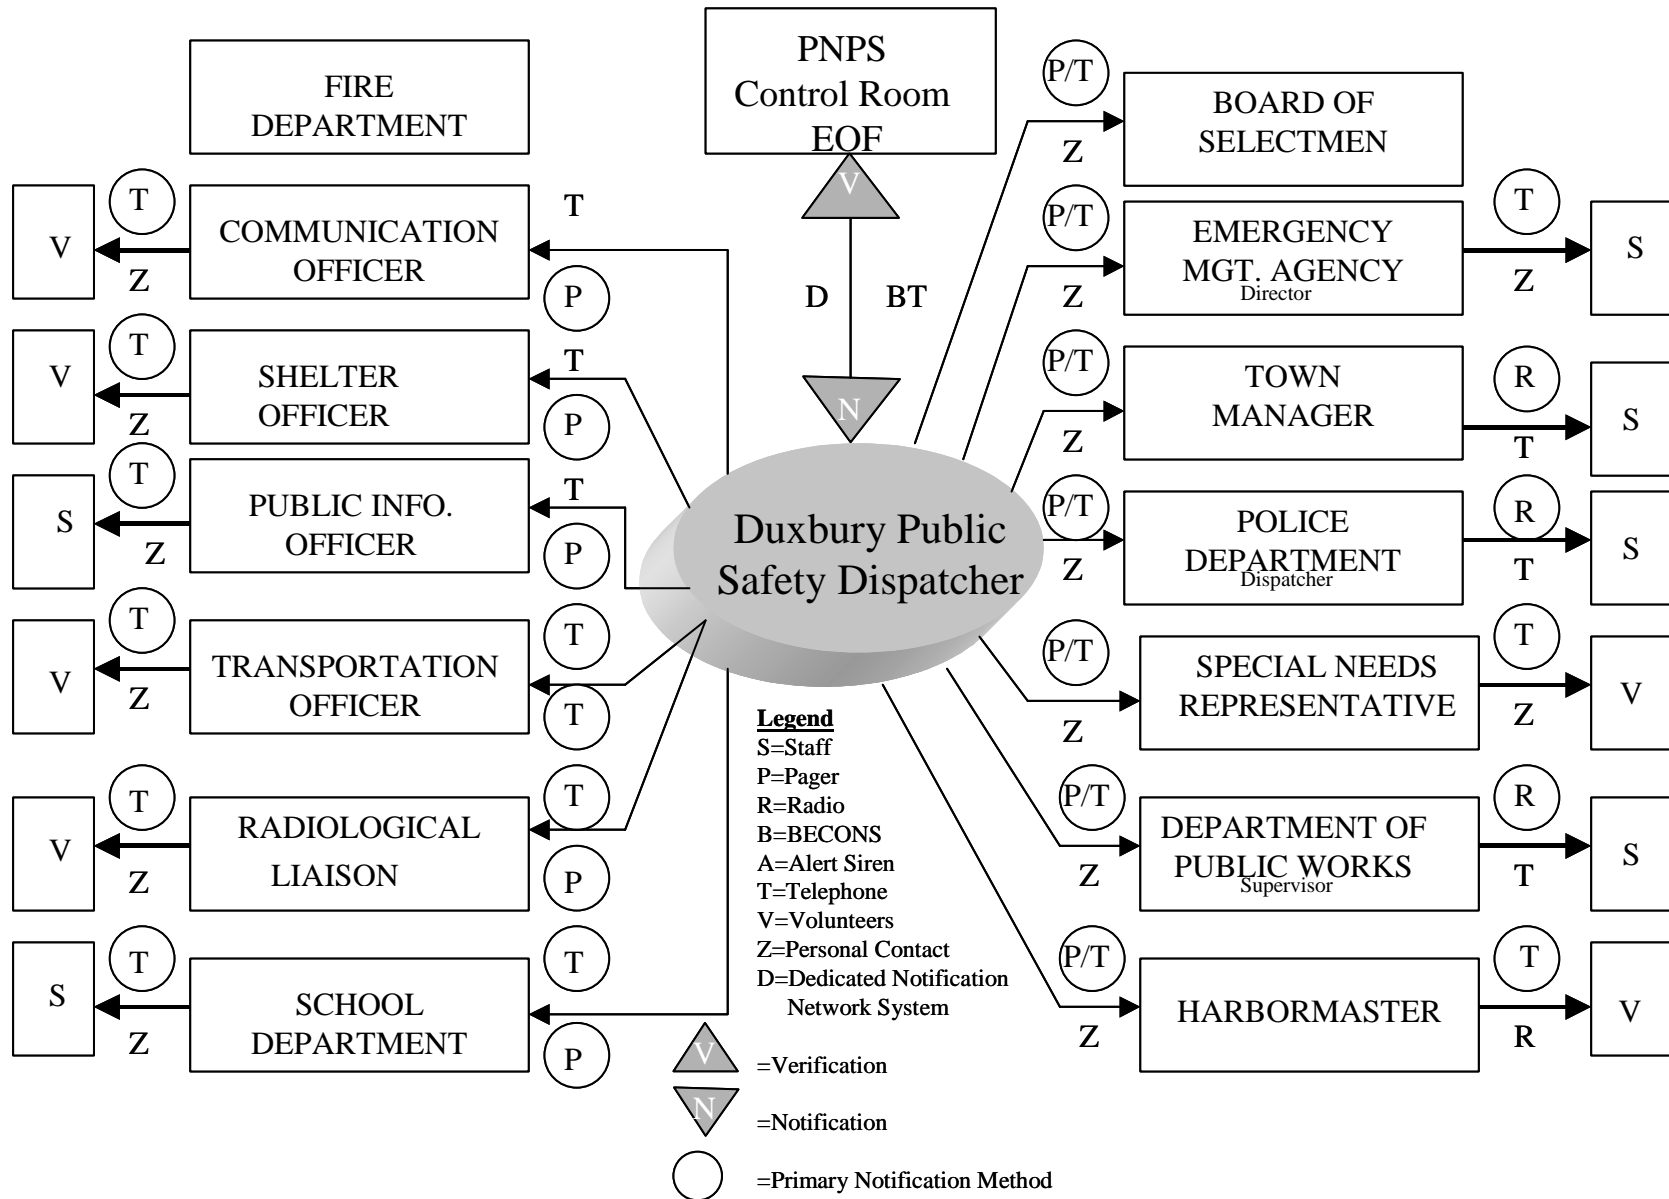 FIRE
DEPARTMENT
PNPS
Control Room
EOF
P/T
BOARD OF
SELECTMEN
Z
V
T
Z
COMMUNICATION
OFFICER
T
P
V
D
BT
N
P/T
Z
EMERGENCY
MGT. AGENCY
Director
T
Z
S
V
T
Z
SHELTER
OFFICER
T
P
P/T
Z
TOWN
MANAGER
R
T
S
S
T
Z
PUBLIC INFO.
OFFICER
T
P
Duxbury Public
Safety Dispatcher
P/T
Z
POLICE
DEPARTMENT
Dispatcher
R
T
S
V
T
Z
TRANSPORTATION
OFFICER
T
T
P/T
Z
SPECIAL NEEDS
REPRESENTATIVE
T
Z
V
V
T
Z
RADIOLOGICAL
LIAISON
T
P
P/T
Z
DEPARTMENT OF
PUBLIC WORKS
Supervisor
R
T
S
S
T
Z
SCHOOL
DEPARTMENT
T
P
P/T
Z
HARBORMASTER
T
R
V
Legend
S=Staff
P=Pager
R=Radio
B=BECONS
A=Alert Siren
T=Telephone
V=Volunteers
Z=Personal Contact
D=Dedicated Notification
Network System
V =Verification
N =Notification
=Primary Notification Method